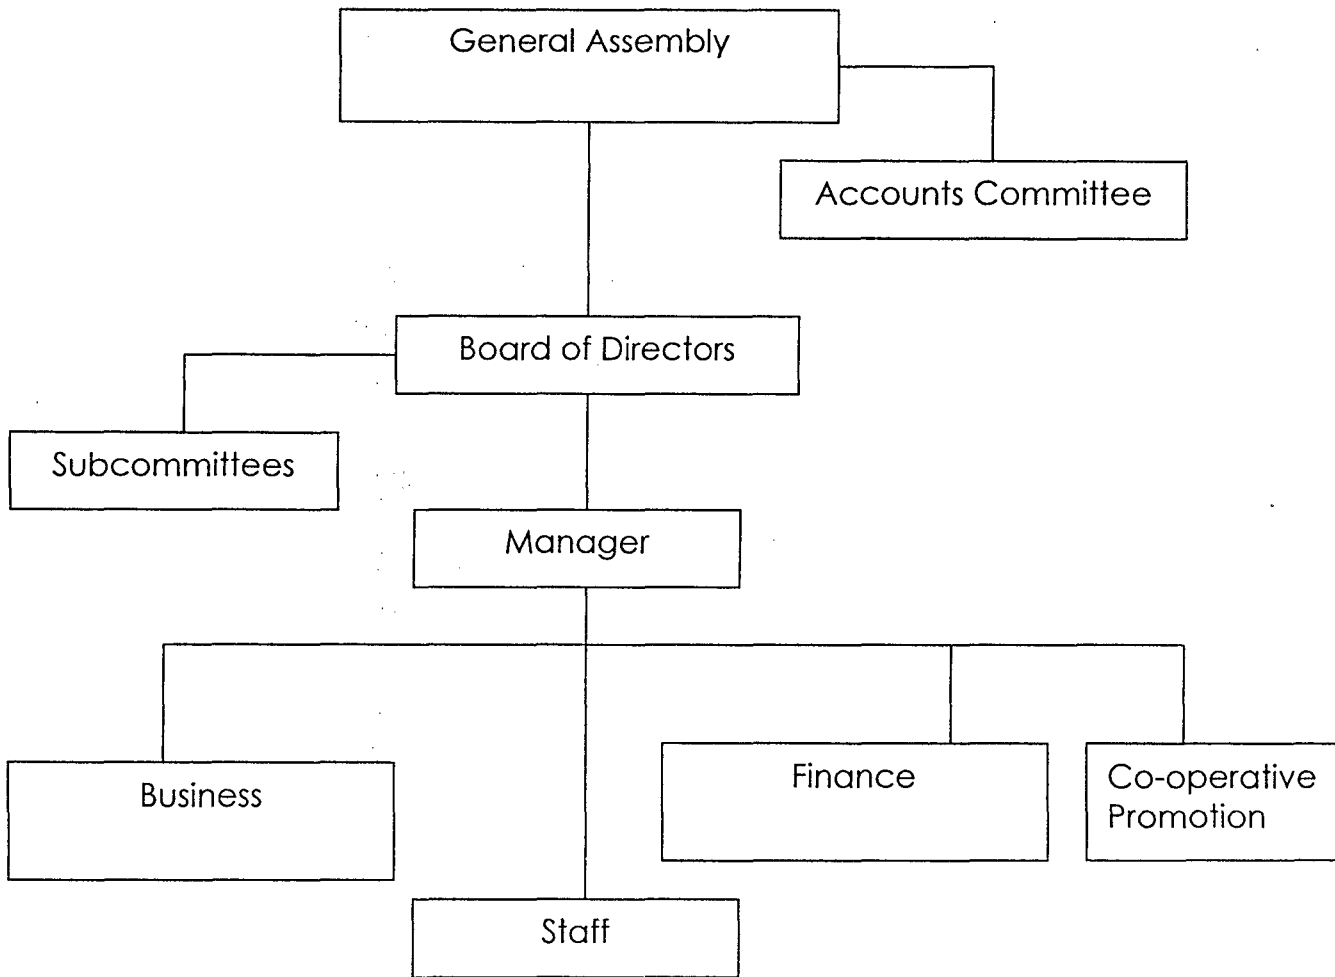 General Assembly
Accounts Committee
Board of Directors
Subcommittees
Manager
Business
Finance
Co-operative
Promotion
Staff